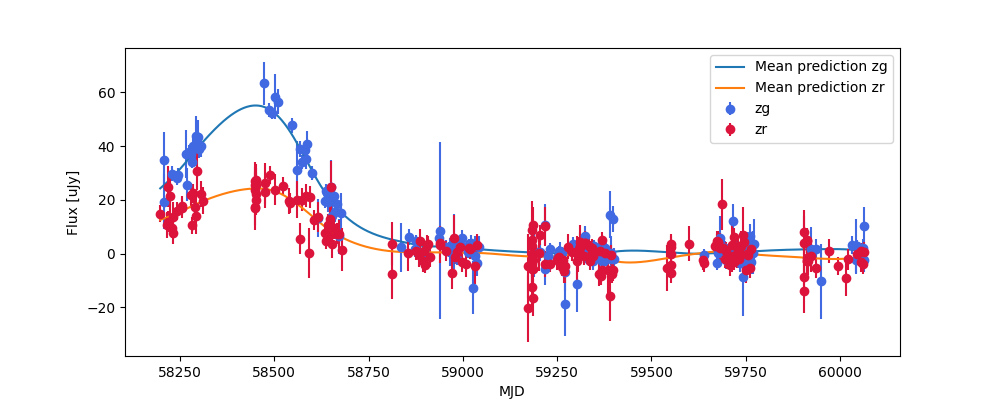 Mean prediction zg
Mean prediction zr
zg
zr
Flux [uJy]
60
40
20
0
−20
58250 58500 58750 59000 59250 59500 59750 60000
MJD